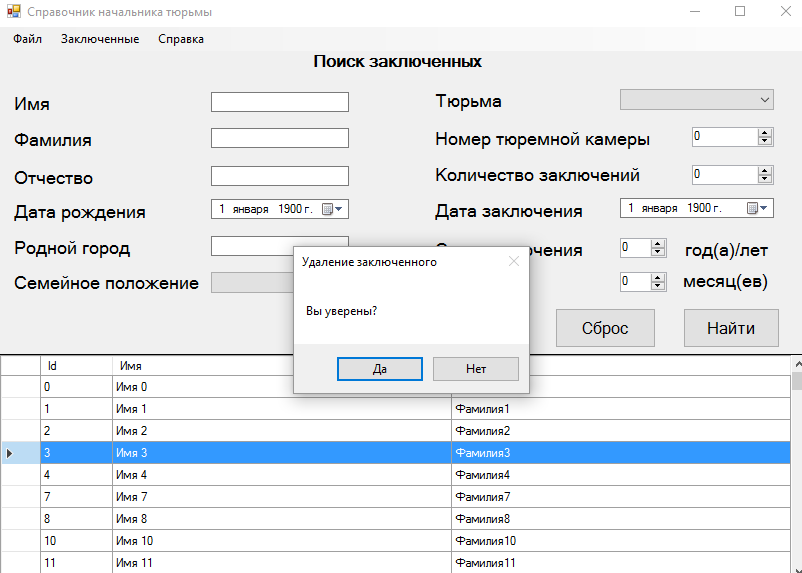 Справочник начальника тюрьмы
Файл Заключенные Справка
Поиск заключенных
Имя
Фамилия
Отчество
Дата рождения 1 января 1900 г.
Родной город
Семейное положение
Тюрьма
Номер тюремной камеры 0
Количество заключений 0
Дата заключения 1 января 1900 г.
0 год(а)/лет
0 месяц(ев)
Сброс Найти
Удаление заключенного
Вы уверены?
Да Нет
Id Имя
0 Имя 0
1 Имя 1 Фамилия1
2 Имя 2 Фамилия2
3 Имя 3 Фамилия3
4 Имя 4 Фамилия4
7 Имя 7 Фамилия7
8 Имя 8 Фамилия8
10 Имя 10 Фамилия10
11 Имя 11 Фамилия11